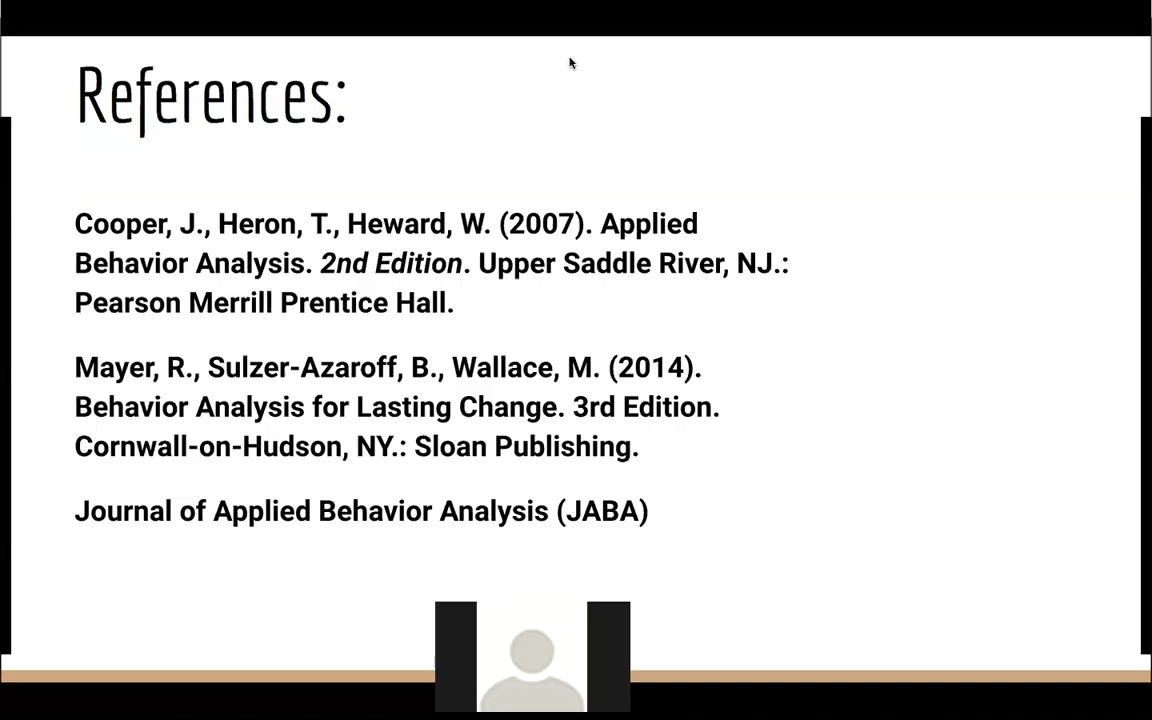 References:
Cooper, J., Heron, T., Heward, W. (2007). Applied
Behavior Analysis. 2nd Edition. Upper Saddle River, NJ.:
Pearson Merrill Prentice Hall.
Mayer, R., Sulzer-Azaroff, B., Wallace, M. (2014).
Behavior Analysis for Lasting Change. 3rd Edition.
Cornwall-on-Hudson, NY.: Sloan Publishing.
Journal of Applied Behavior Analysis (JABA)